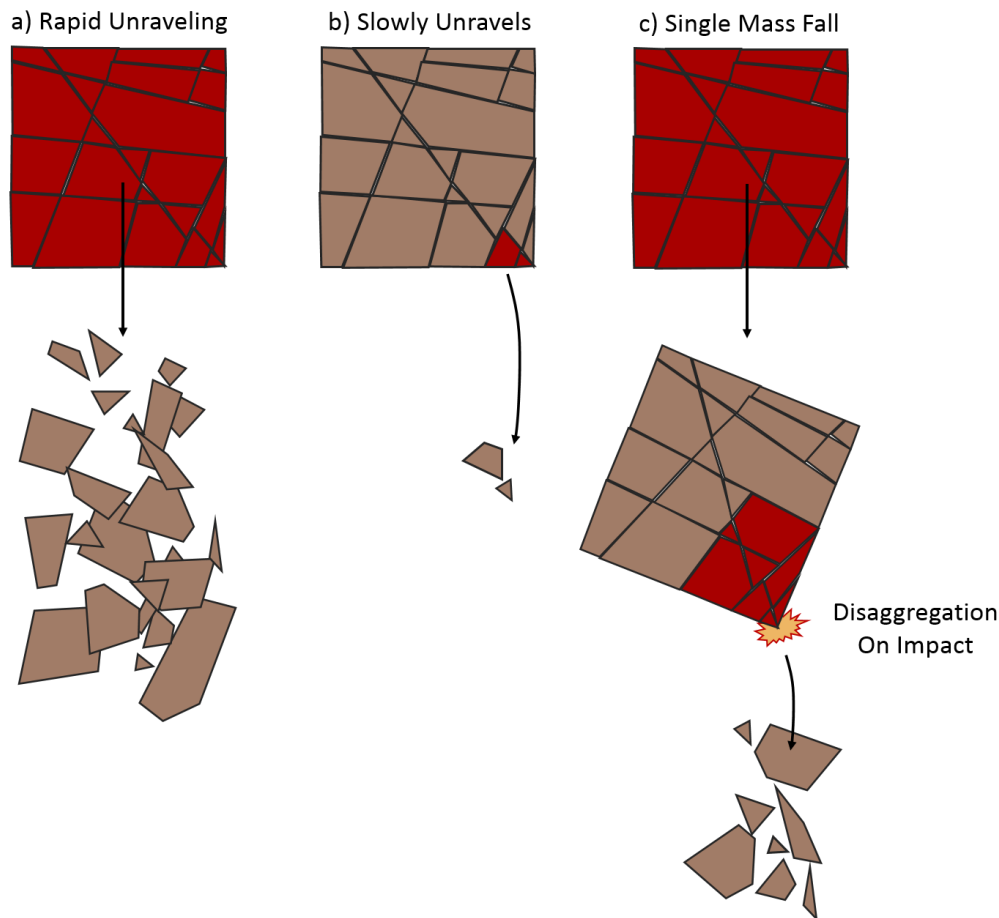 a) Rapid Unraveling
b) Slowly Unravels
c) Single Mass Fall
Disaggregation
On Impact